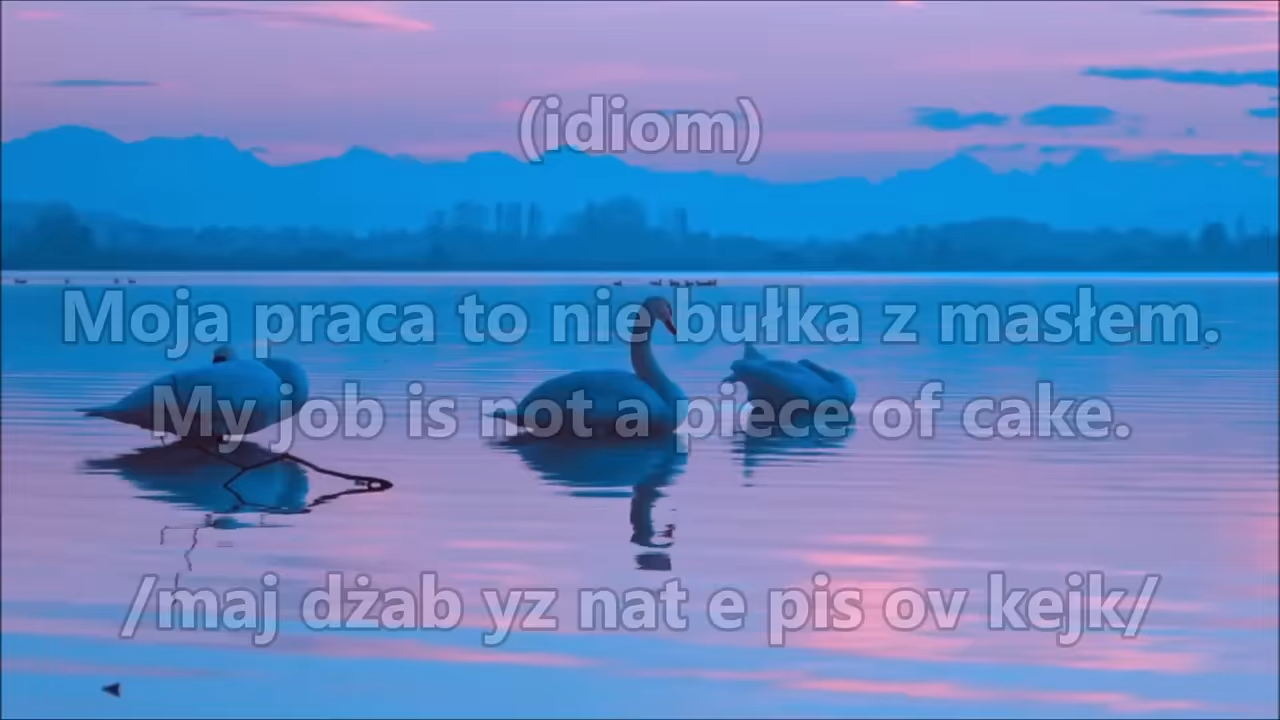 (idiom)
Moja praca to nie bułka z masłem.
My job is not a piece of cake.
/maj dżab yz nat e pis ov kejk/